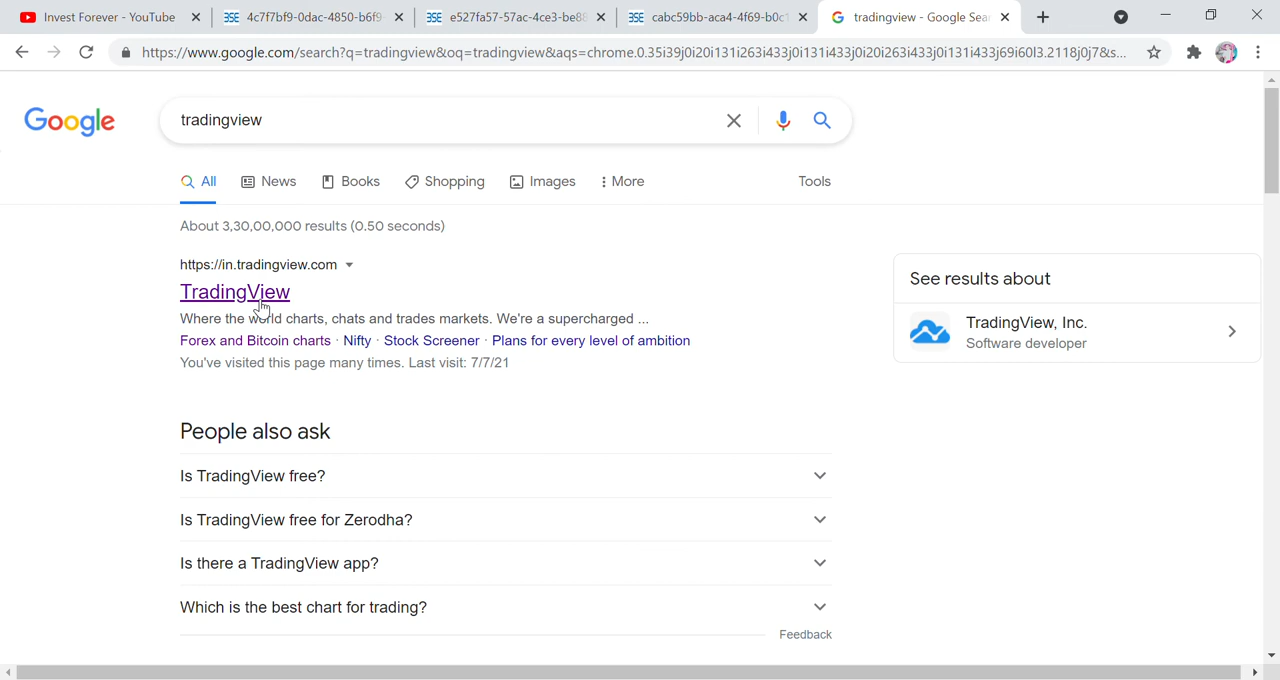 Invest Forever - YouTube
4c7f7bf9-0dac-4850-b6f9-
e527fa57-57ac-4ce3-be88
cabc59bb-aca4-4f69-b0c1
tradingview - Google Sea
https://www.google.com/search?q=tradingview&oq=tradingview&aqs=chrome.0.35i39j0i20i131i263i433j0i131i433j0i20i263i433j0i131i433j69i60l3.2118j0j7&s...
Google
tradingview
All
News
Books
Shopping
Images
More
Tools
About 3,30,00,000 results (0.50 seconds)
https://in.tradingview.com
TradingView
Where the world charts, chats and trades markets. We're a supercharged ...
Forex and Bitcoin charts · Nifty · Stock Screener · Plans for every level of ambition
You've visited this page many times. Last visit: 7/7/21
See results about
TradingView, Inc.
Software developer
People also ask
Is TradingView free?
Is TradingView free for Zerodha?
Is there a TradingView app?
Which is the best chart for trading?
Feedback